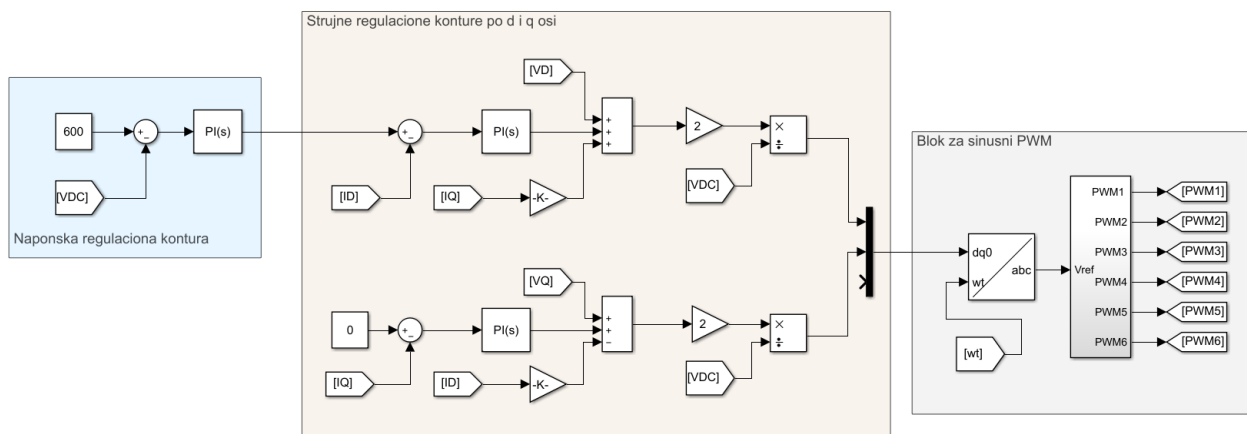 Strujne regulacione konture po d i q osi
[VD]
600
+
−
PI(s)
+
−
PI(s)
+
+
+
2
×
÷
[VDC]
[ID]
[IQ]
-K-
[VDC]
Naponska regulaciona kontura
[VQ]
0
+
−
PI(s)
+
+
−
2
×
÷
[IQ]
[ID]
-K-
[VDC]
Blok za sinusni PWM
dq0
wt
abc
[wt]
Vref
PWM1
[PWM1]
PWM2
[PWM2]
PWM3
[PWM3]
PWM4
[PWM4]
PWM5
[PWM5]
PWM6
[PWM6]